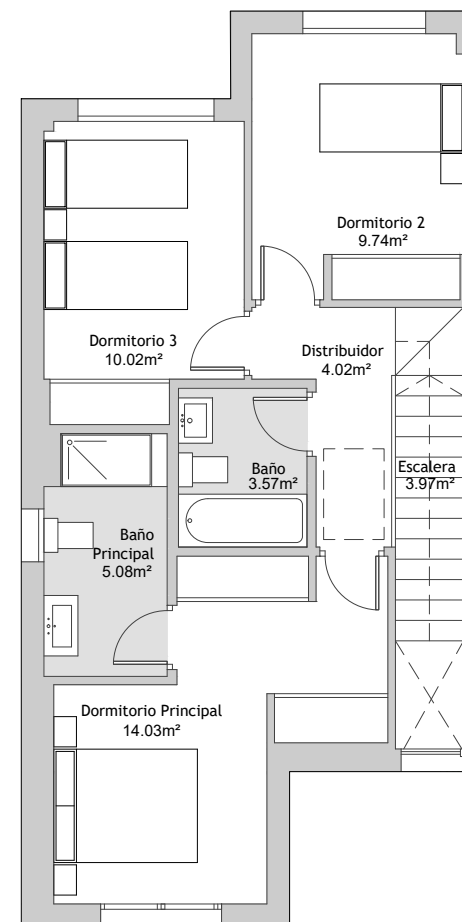 Dormitorio 2
9.74m²
Dormitorio 3
10.02m²
Distribuidor
4.02m²
Baño
3.57m²
Escalera
3.97m²
Baño
Principal
5.08m²
Dormitorio Principal
14.03m²